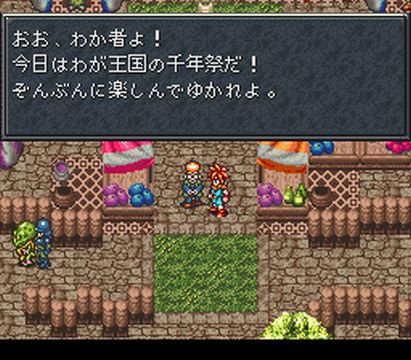 おお、わか者よ！
今日はわが王国の千年祭だ！
ぞんぶんに楽しんでゆかれよ。